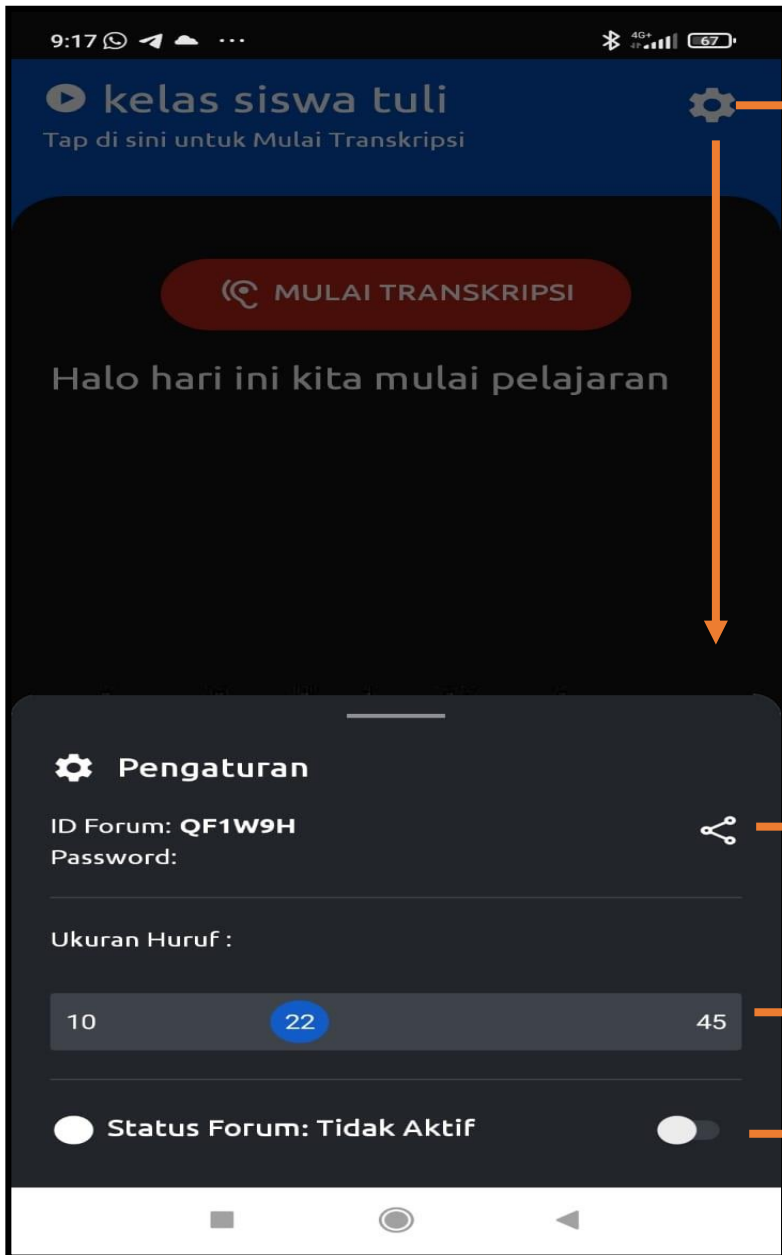 9:17
4G+
67
kelas siswa tuli
Tap di sini untuk Mulai Transkripsi
MULAI TRANSKRIPSI
Halo hari ini kita mulai pelajaran
Pengaturan
ID Forum: QF1W9H
Password:
Ukuran Huruf :
10 22 45
Status Forum: Tidak Aktif